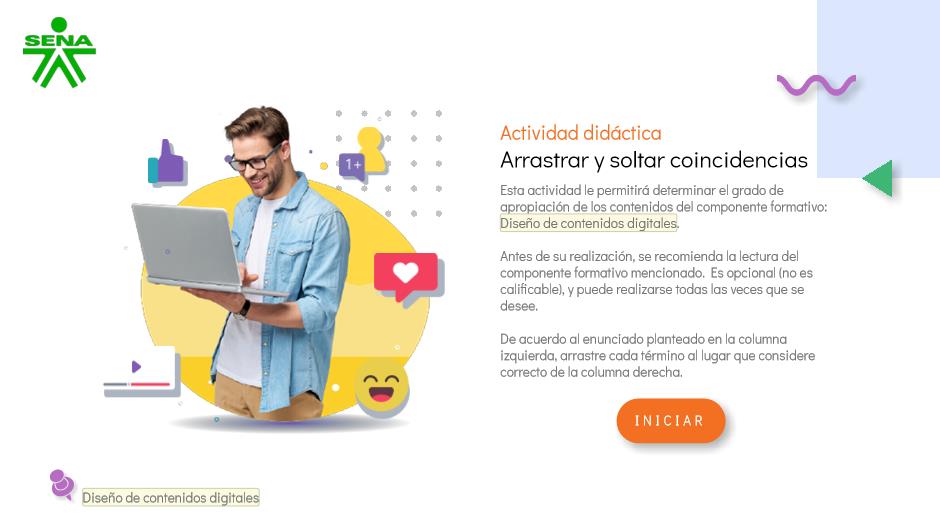 SENA
1+
Actividad didáctica
Arrastrar y soltar coincidencias
Esta actividad le permitirá determinar el grado de
apropiación de los contenidos del componente formativo:
Diseño de contenidos digitales.
Antes de su realización, se recomienda la lectura del
componente formativo mencionado. Es opcional (no es
calificable), y puede realizarse todas las veces que se
desee.
De acuerdo al enunciado planteado en la columna
izquierda, arrastre cada término al lugar que considere
correcto de la columna derecha.
INICIAR
Diseño de contenidos digitales